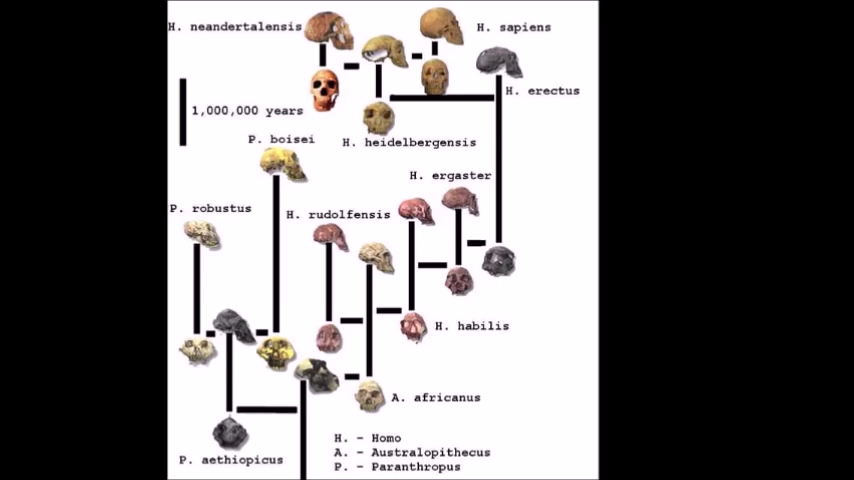 H. neandertalensis
H. sapiens
H. erectus
1,000,000 years
P. boisei
H. heidelbergensis
H. ergaster
P. robustus
H. rudolfensis
H. habilis
A. africanus
H. - Homo
A. - Australopithecus
P. aethiopicus
P. - Paranthropus